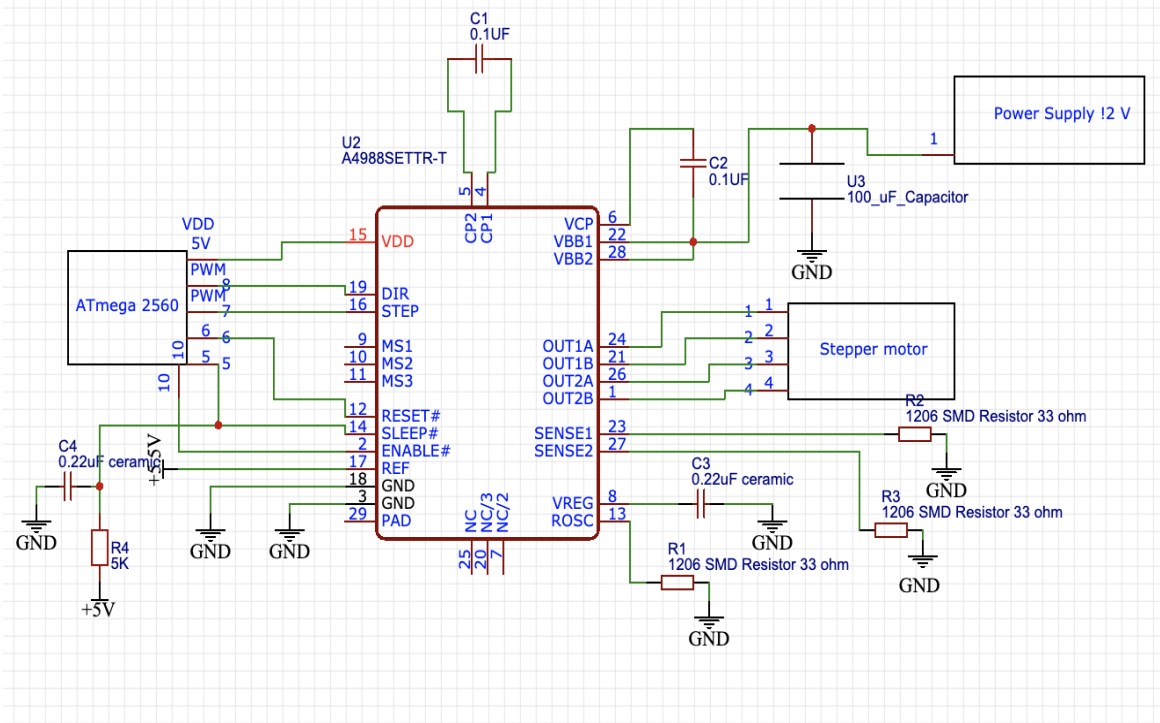 C1
0.1UF
Power Supply !2 V
1
U2
A4988SETTR-T
C2
0.1UF
U3
100_uF_Capacitor
GND
5
4
CP2
CP1
VCP
6
VBB1
22
VBB2
28
VDD
5V
15
VDD
PWM
8
PWM
7
19
DIR
16
STEP
ATmega 2560
6
6
5
5
10
10
9
MS1
10
MS2
11
MS3
12
RESET#
14
SLEEP#
2
ENABLE#
17
REF
18
GND
3
GND
29
PAD
OUT1A
24
OUT1B
21
OUT2A
26
OUT2B
1
1
1
2
2
3
3
4
4
Stepper motor
SENSE1
23
SENSE2
27
R2
1206 SMD Resistor 33 ohm
GND
C3
0.22uF ceramic
GND
R3
1206 SMD Resistor 33 ohm
GND
VREG
8
ROSC
13
NC
NC/3
NC/2
25
20
7
R1
1206 SMD Resistor 33 ohm
GND
C4
0.22uF ceramic
GND
R4
5K
+5V
GND
GND